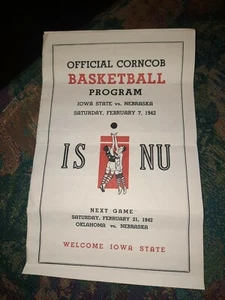 OFFICIAL CORNCOB
BASKETBALL
PROGRAM
IOWA STATE vs. NEBRASKA
SATURDAY, FEBRUARY 7, 1942
IS NU
NEXT GAME
SATURDAY, FEBRUARY 21, 1942
OKLAHOMA vs. NEBRASKA
WELCOME IOWA STATE